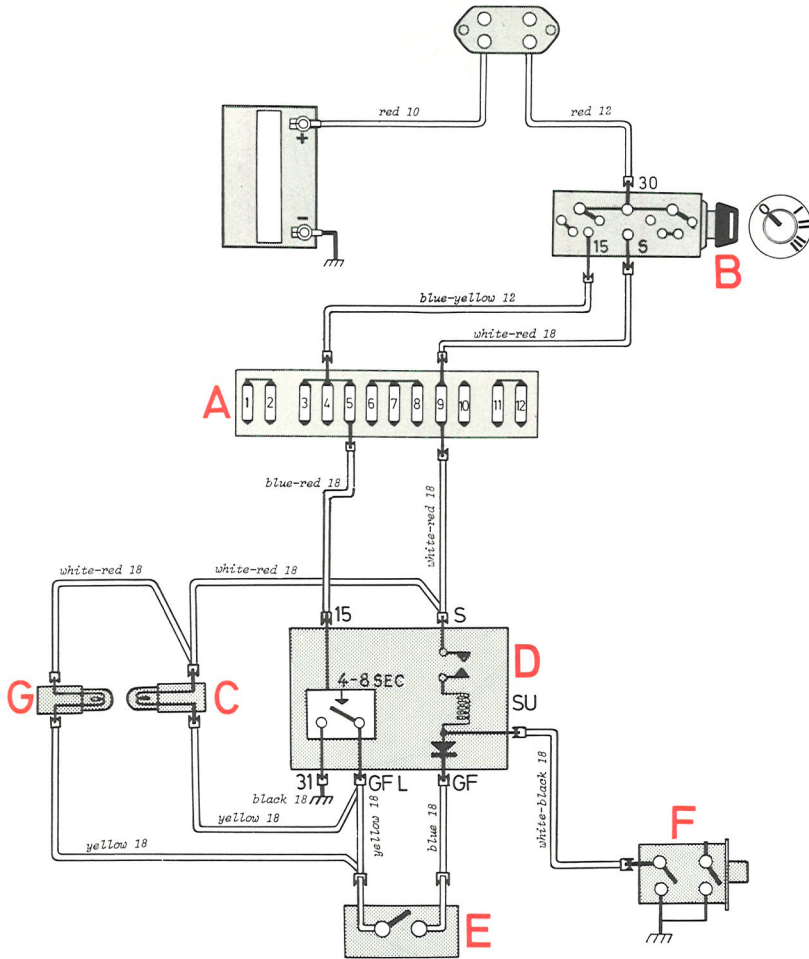 red 10
red 12
+
30
-
15 S
B
blue-yellow 12
white-red 18
A
1 2 3 4 5 6 7 8 9 10 11 12
blue-red 18
white-red 18
white-red 18
white-red 18
15
S
D
4-8 SEC
G
C
SU
31
GF L
GF
black 18
yellow 18
yellow 18
yellow 18
blue 18
white-black 18
F
E